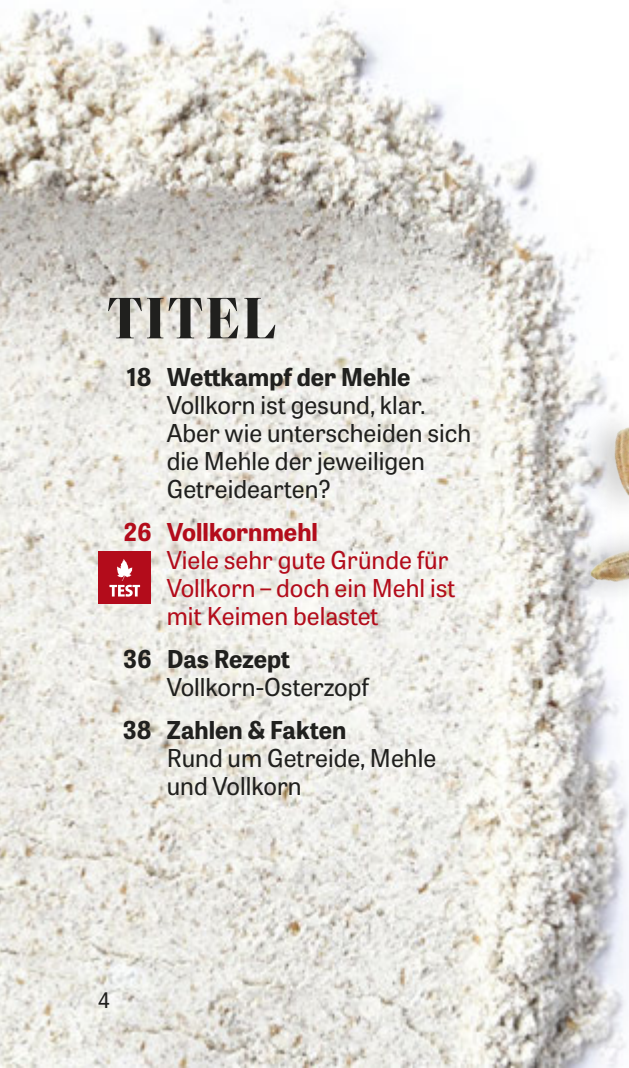 TITEL
18 Wettkampf der Mehle
Vollkorn ist gesund, klar.
Aber wie unterscheiden sich
die Mehle der jeweiligen
Getreidearten?
26 Vollkornmehl
TEST
Viele sehr gute Gründe für
Vollkorn – doch ein Mehl ist
mit Keimen belastet
36 Das Rezept
Vollkorn-Osterzopf
38 Zahlen & Fakten
Rund um Getreide, Mehle
und Vollkorn
4